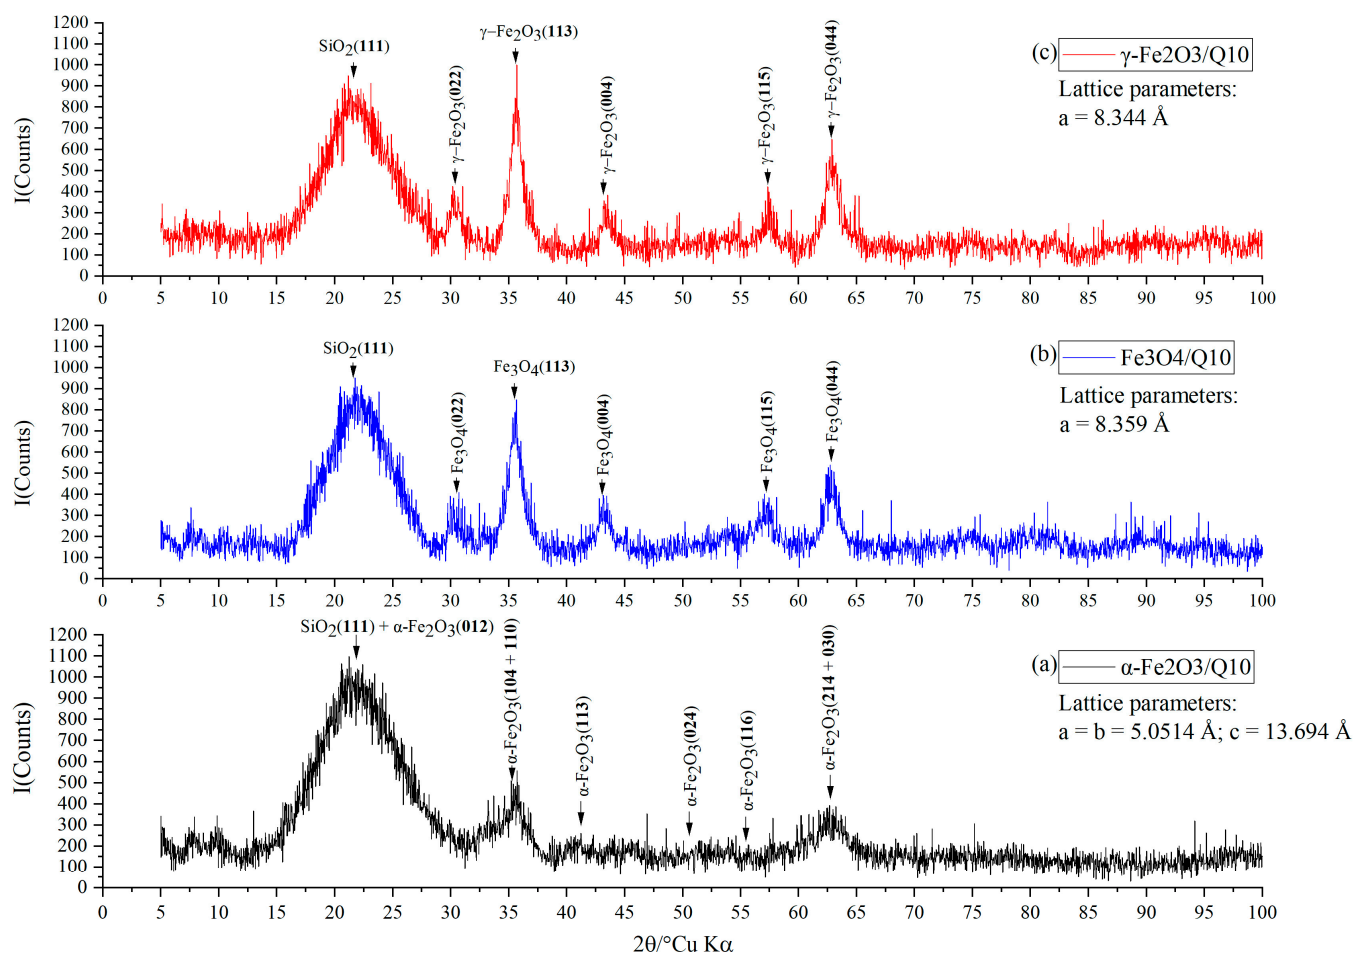 1200
1100
1000
900
800
700
600
500
400
300
200
100
0
I(Counts)
SiO2(111)
γ−Fe2O3(022)
γ−Fe2O3(113)
γ−Fe2O3(004)
γ−Fe2O3(115)
γ−Fe2O3(044)
(c) γ-Fe2O3/Q10
Lattice parameters:
a = 8.344 Å
0 5 10 15 20 25 30 35 40 45 50 55 60 65 70 75 80 85 90 95 100
1200
1100
1000
900
800
700
600
500
400
300
200
100
0
I(Counts)
SiO2(111)
Fe3O4(022)
Fe3O4(113)
Fe3O4(004)
Fe3O4(115)
Fe3O4(044)
(b) Fe3O4/Q10
Lattice parameters:
a = 8.359 Å
0 5 10 15 20 25 30 35 40 45 50 55 60 65 70 75 80 85 90 95 100
1200
1100
1000
900
800
700
600
500
400
300
200
100
0
I(Counts)
SiO2(111) + α-Fe2O3(012)
α-Fe2O3(104 + 110)
α-Fe2O3(113)
α-Fe2O3(024)
α-Fe2O3(116)
α-Fe2O3(214 + 030)
(a) α-Fe2O3/Q10
Lattice parameters:
a = b = 5.0514 Å; c = 13.694 Å
0 5 10 15 20 25 30 35 40 45 50 55 60 65 70 75 80 85 90 95 100
2θ/°Cu Kα